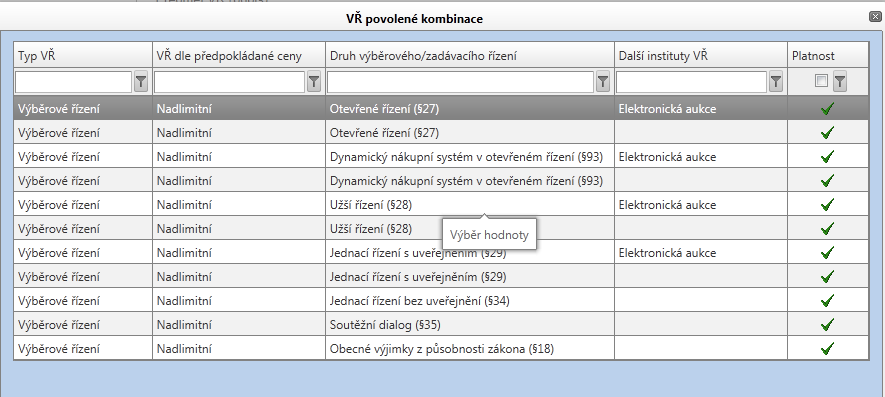 VŘ povolené kombinace
Typ VŘ VŘ dle předpokládané ceny Druh výběrového/zadávacího řízení Další instituty VŘ Platnost
Výběrové řízení Nadlimitní Otevřené řízení (§27) Elektronická aukce
Výběrové řízení Nadlimitní Otevřené řízení (§27)
Výběrové řízení Nadlimitní Dynamický nákupní systém v otevřeném řízení (§93) Elektronická aukce
Výběrové řízení Nadlimitní Dynamický nákupní systém v otevřeném řízení (§93)
Výběrové řízení Nadlimitní Užší řízení (§28) Elektronická aukce
Výběrové řízení Nadlimitní Užší řízení (§28)
Výběr hodnoty
Výběrové řízení Nadlimitní Jednací řízení s uveřejněním (§29) Elektronická aukce
Výběrové řízení Nadlimitní Jednací řízení s uveřejněním (§29)
Výběrové řízení Nadlimitní Jednací řízení bez uveřejnění (§34)
Výběrové řízení Nadlimitní Soutěžní dialog (§35)
Výběrové řízení Nadlimitní Obecné výjimky z působnosti zákona (§18)